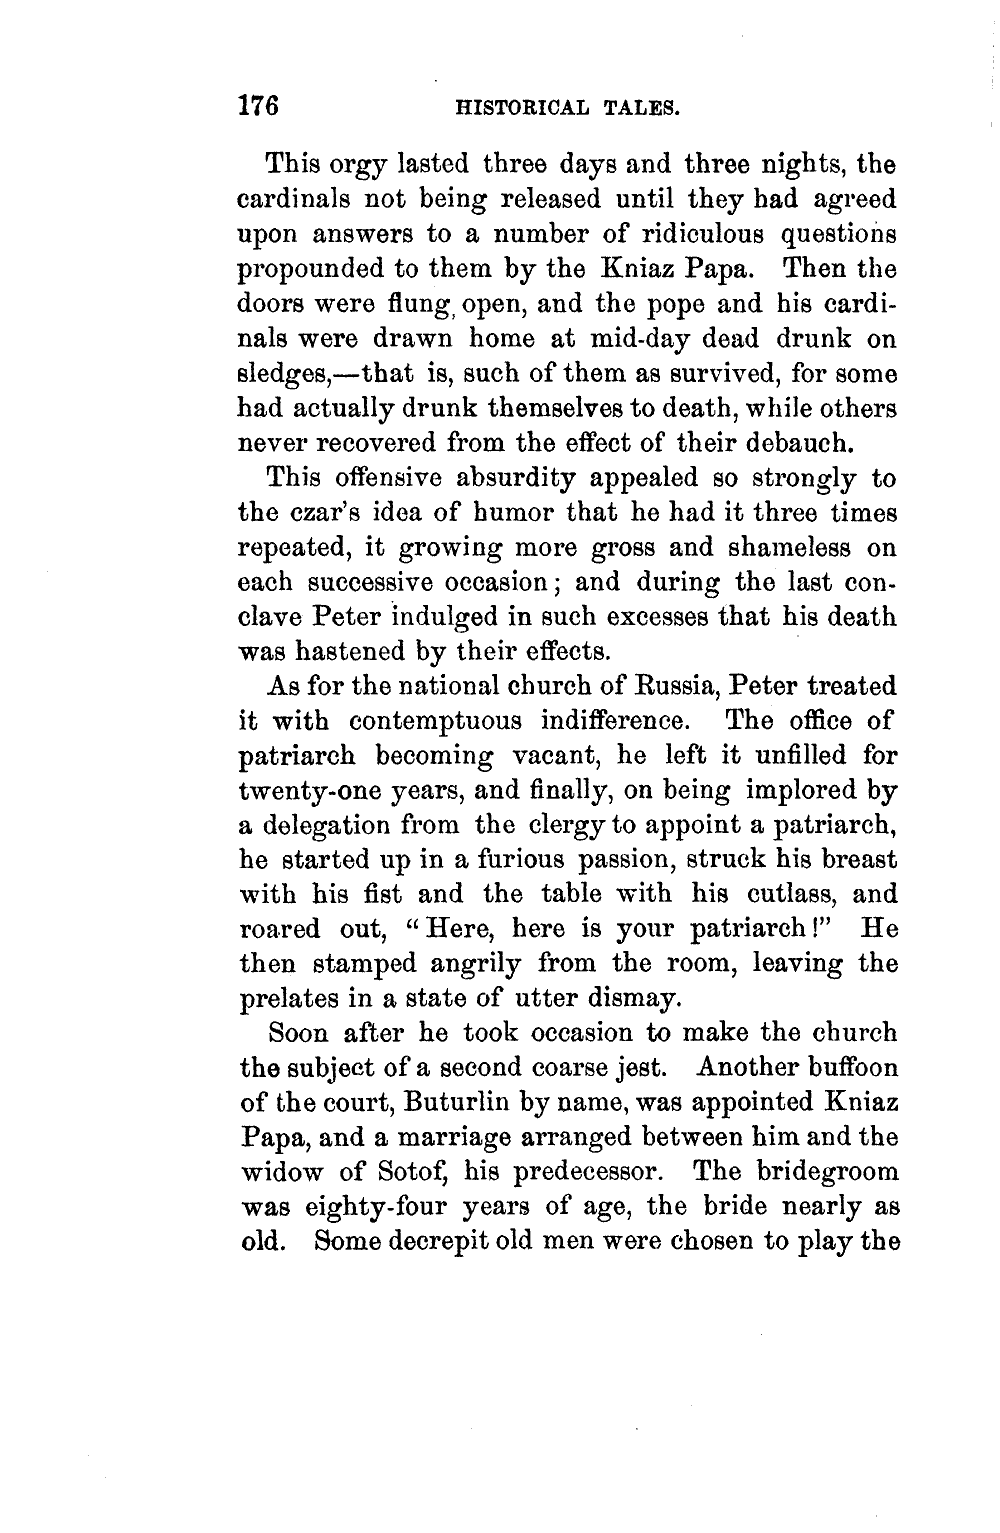 176 HISTORICAL TALES.
This orgy lasted three days and three nights, the
cardinals not being released until they had agreed
upon answers to a number of ridiculous questions
propounded to them by the Kniaz Papa. Then the
doors were flung, open, and the pope and his cardi-
nals were drawn home at mid-day dead drunk on
sledges,—that is, such of them as survived, for some
had actually drunk themselves to death, while others
never recovered from the effect of their debauch.
This offensive absurdity appealed so strongly to
the czar's idea of humor that he had it three times
repeated, it growing more gross and shameless on
each successive occasion; and during the last con-
clave Peter indulged in such excesses that his death
was hastened by their effects.
As for the national church of Russia, Peter treated
it with contemptuous indifference. The office of
patriarch becoming vacant, he left it unfilled for
twenty-one years, and finally, on being implored by
a delegation from the clergy to appoint a patriarch,
he started up in a furious passion, struck his breast
with his fist and the table with his cutlass, and
roared out, “Here, here is your patriarch!” He
then stamped angrily from the room, leaving the
prelates in a state of utter dismay.
Soon after he took occasion to make the church
the subject of a second coarse jest. Another buffoon
of the court, Buturlin by name, was appointed Kniaz
Papa, and a marriage arranged between him and the
widow of Sotof, his predecessor. The bridegroom
was eighty-four years of age, the bride nearly as
old. Some decrepit old men were chosen to play the